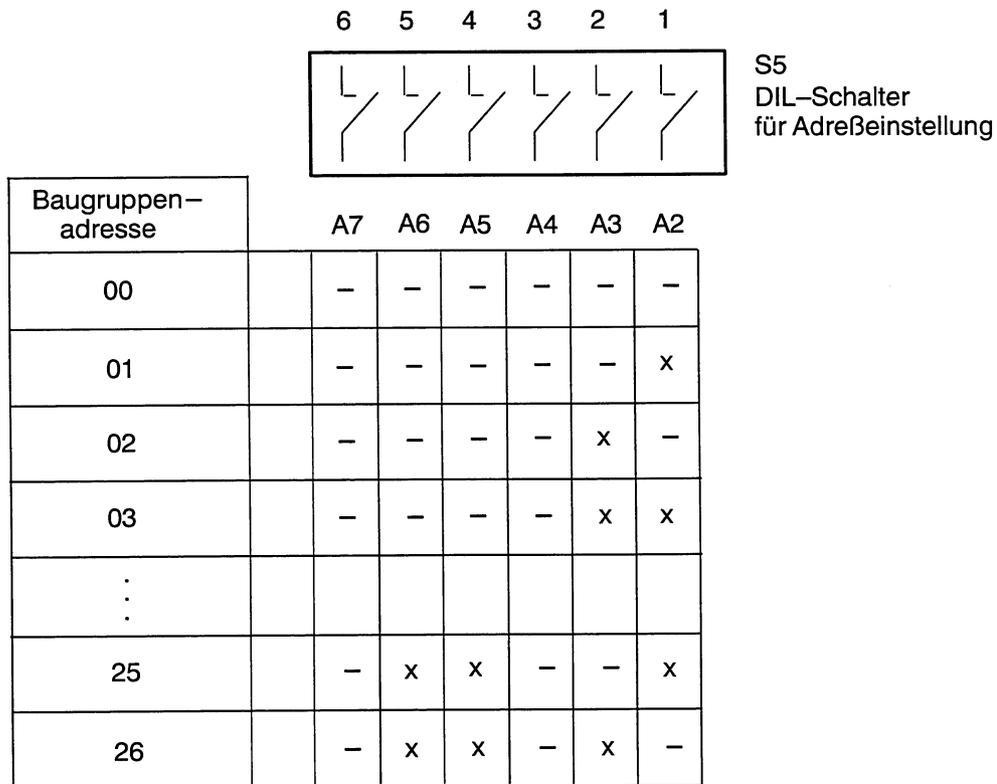 6 5 4 3 2 1
S5
DIL–Schalter
für Adreßeinstellung
Baugruppen–
adresse
A7 A6 A5 A4 A3 A2
00 – – – – – –
01 – – – – – x
02 – – – – x –
03 – – – – x x
⋮
25 – x x – – x
26 – x x – x –